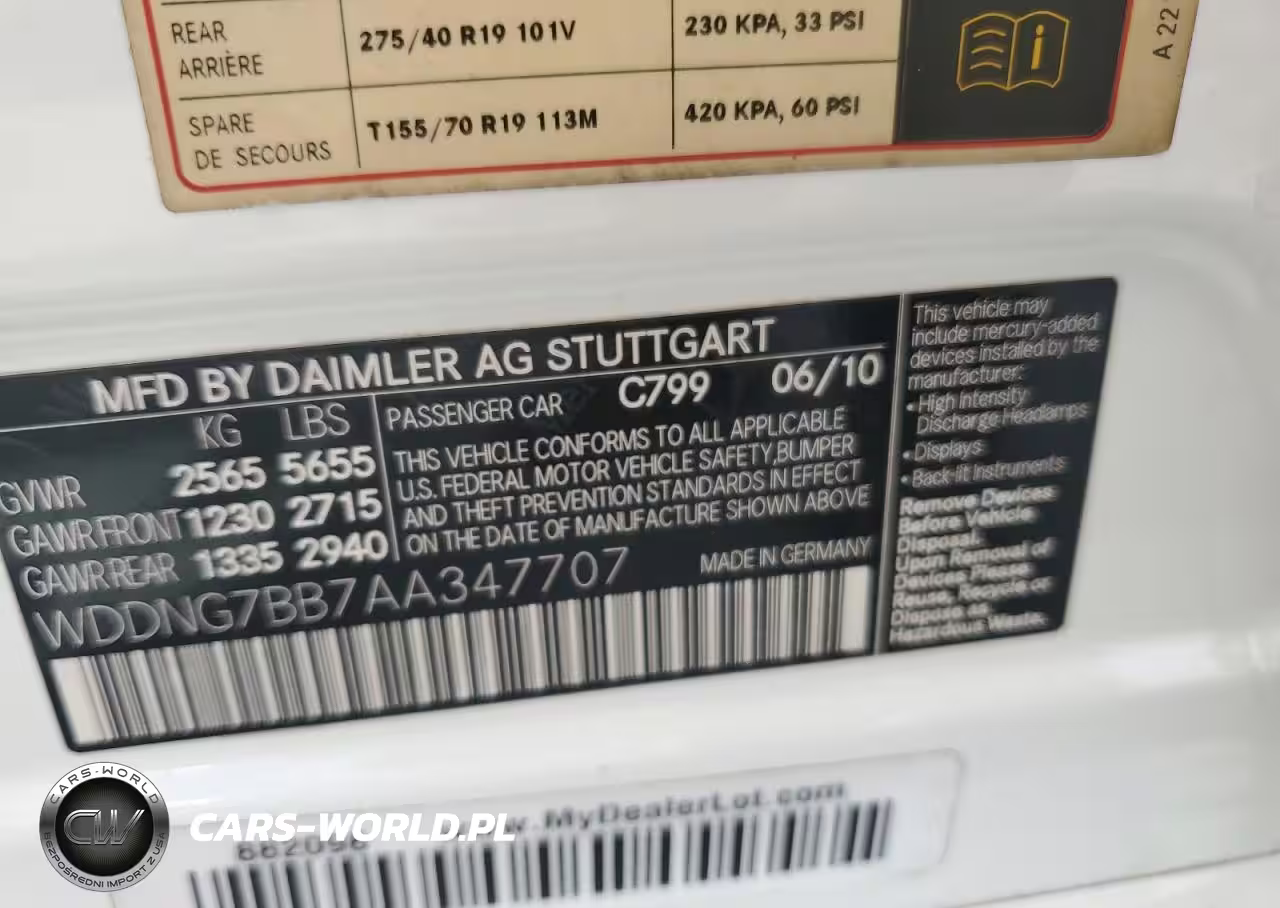 REAR
ARRIÈRE
275/40 R19 101V
230 KPA, 33 PSI
SPARE
DE SECOURS
T155/70 R19 113M
420 KPA, 60 PSI
i
A 22
MFD BY DAIMLER AG STUTTGART
KG LBS
GVWR 2565 5655
GAWR FRONT 1230 2715
GAWR REAR 1335 2940
PASSENGER CAR C799 06/10
THIS VEHICLE CONFORMS TO ALL APPLICABLE
U.S. FEDERAL MOTOR VEHICLE SAFETY,BUMPER
AND THEFT PREVENTION STANDARDS IN EFFECT
ON THE DATE OF MANUFACTURE SHOWN ABOVE
WDDNG7BB7AA347707
MADE IN GERMANY
This vehicle may
include mercury-added
devices installed by the
manufacturer:
• High Intensity
Discharge Headlamps
• Displays
• Back-lit Instruments
Remove Devices
Before Vehicle
Disposal.
Upon Removal of
Devices Please
Reuse, Recycle or
Dispose as
Hazardous Waste.
.MyDealerLot.com
CARS-WORLD
CW
BEZPOŚREDNI IMPORT Z USA
CARS-WORLD.PL